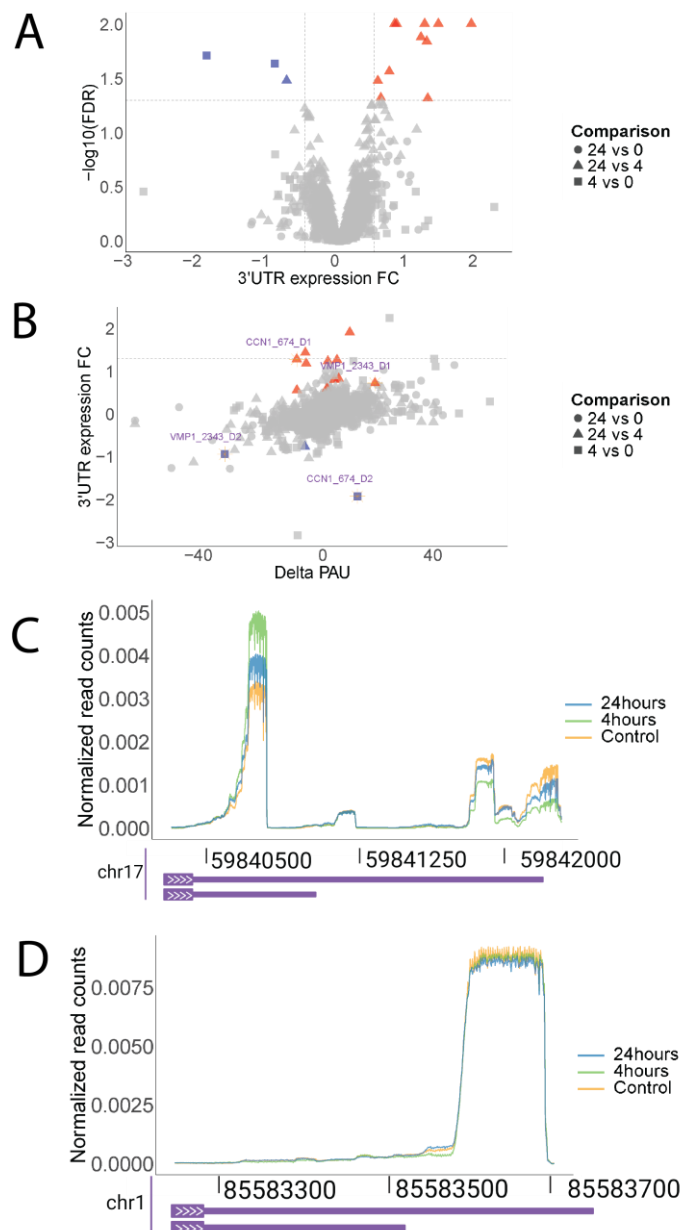 A
2.0
1.5
1.0
0.5
0.0
−log10(FDR)
−3 −2 −1 0 1 2
3'UTR expression FC
Comparison
24 vs 0
24 vs 4
4 vs 0
B
2
1
0
−1
−2
−3
3'UTR expression FC
CCN1_674_D1
VMP1_2343_D1
VMP1_2343_D2
CCN1_674_D2
−40 0 40
Delta PAU
Comparison
24 vs 0
24 vs 4
4 vs 0
C
0.005
0.004
0.003
0.002
0.001
0.000
Normalized read counts
24hours
4hours
Control
59840500 59841250 59842000
chr17
D
0.0075
0.0050
0.0025
0.0000
Normalized read counts
24hours
4hours
Control
85583300 85583500 85583700
chr1